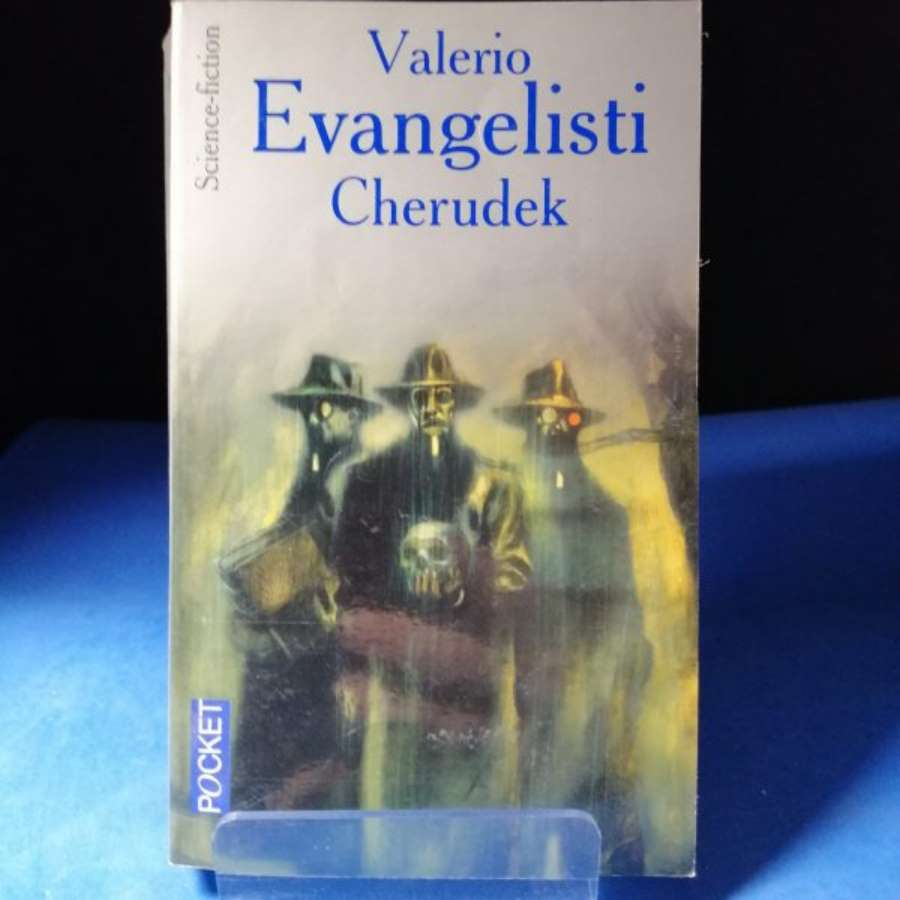 Science-fiction
Valerio
Evangelisti
Cherudek
POCKET